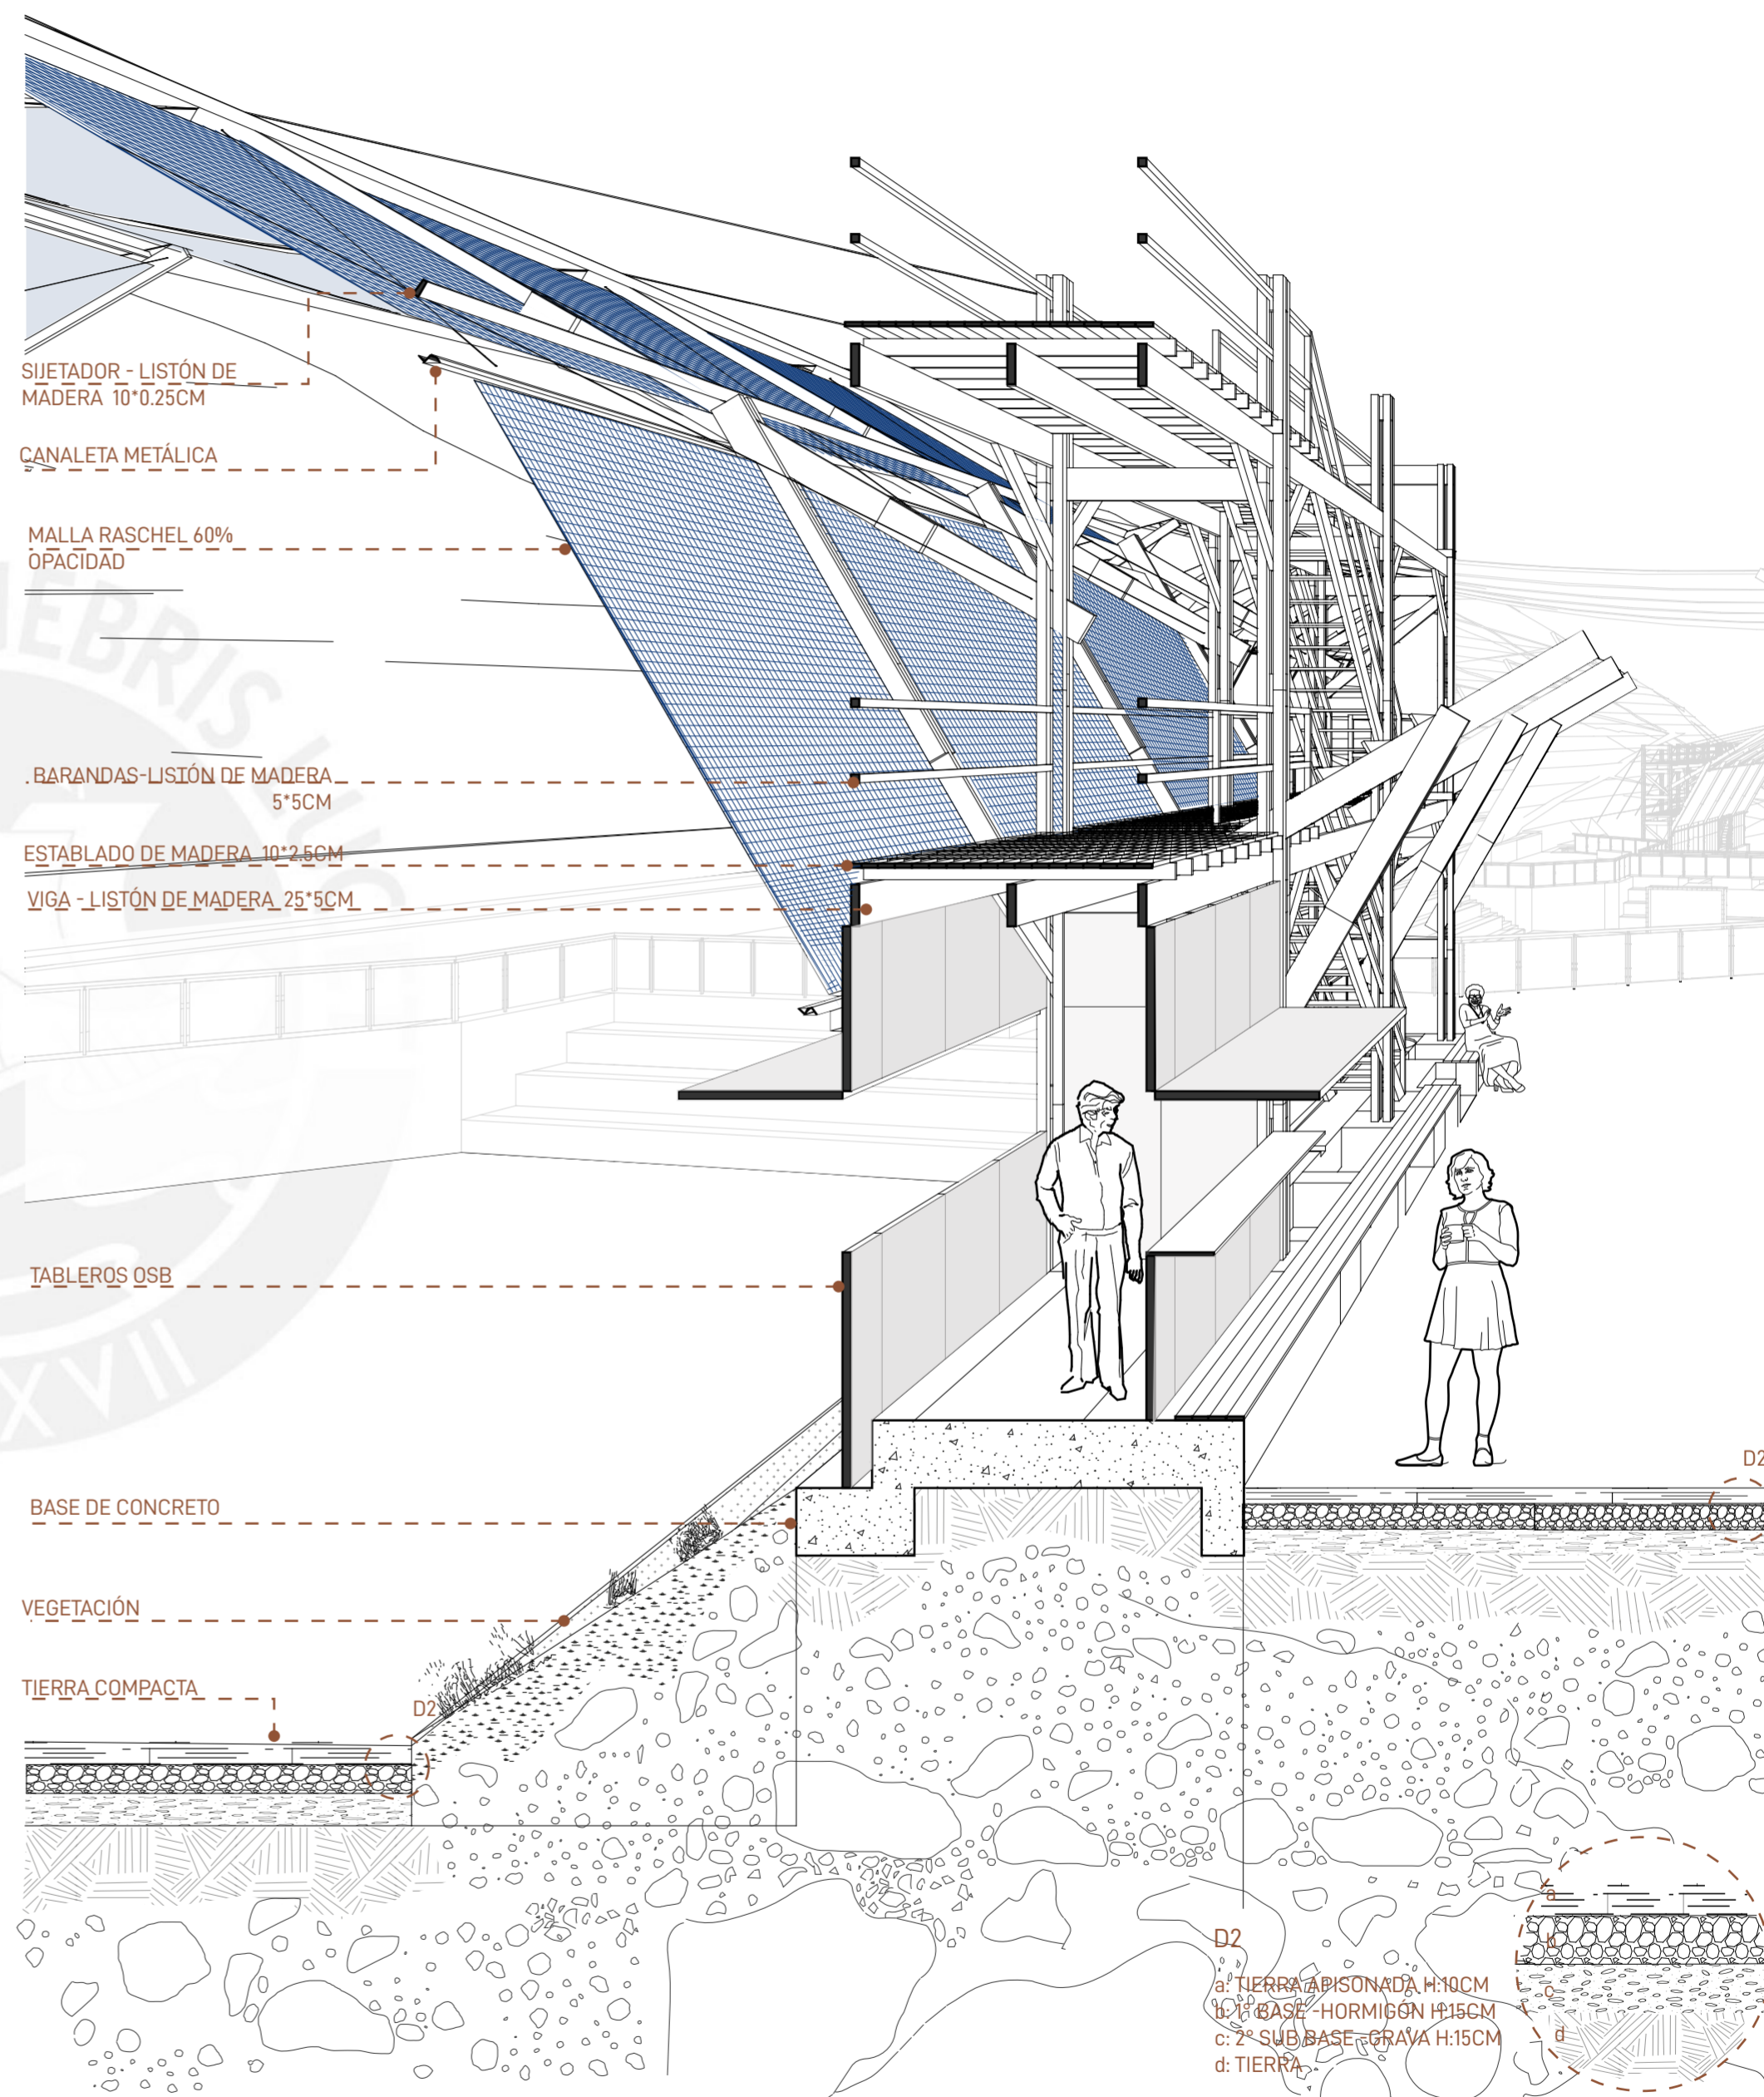 SIJETADOR - LISTÓN DE
MADERA 10*0.25CM
CANALETA METÁLICA
MALLA RASCHEL 60%
OPACIDAD
BARANDAS-LISTÓN DE MADERA
5*5CM
ESTABLADO DE MADERA 10*2.5CM
VIGA - LISTÓN DE MADERA 25*5CM
TABLEROS OSB
BASE DE CONCRETO
VEGETACIÓN
TIERRA COMPACTA
D2
D2
D2
a: TIERRA APISONADA H:10CM
b: 1° BASE -HORMIGÓN H:15CM
c: 2° SUB BASE-GRAVA H:15CM
d: TIERRA
a
b
c
d
XVII